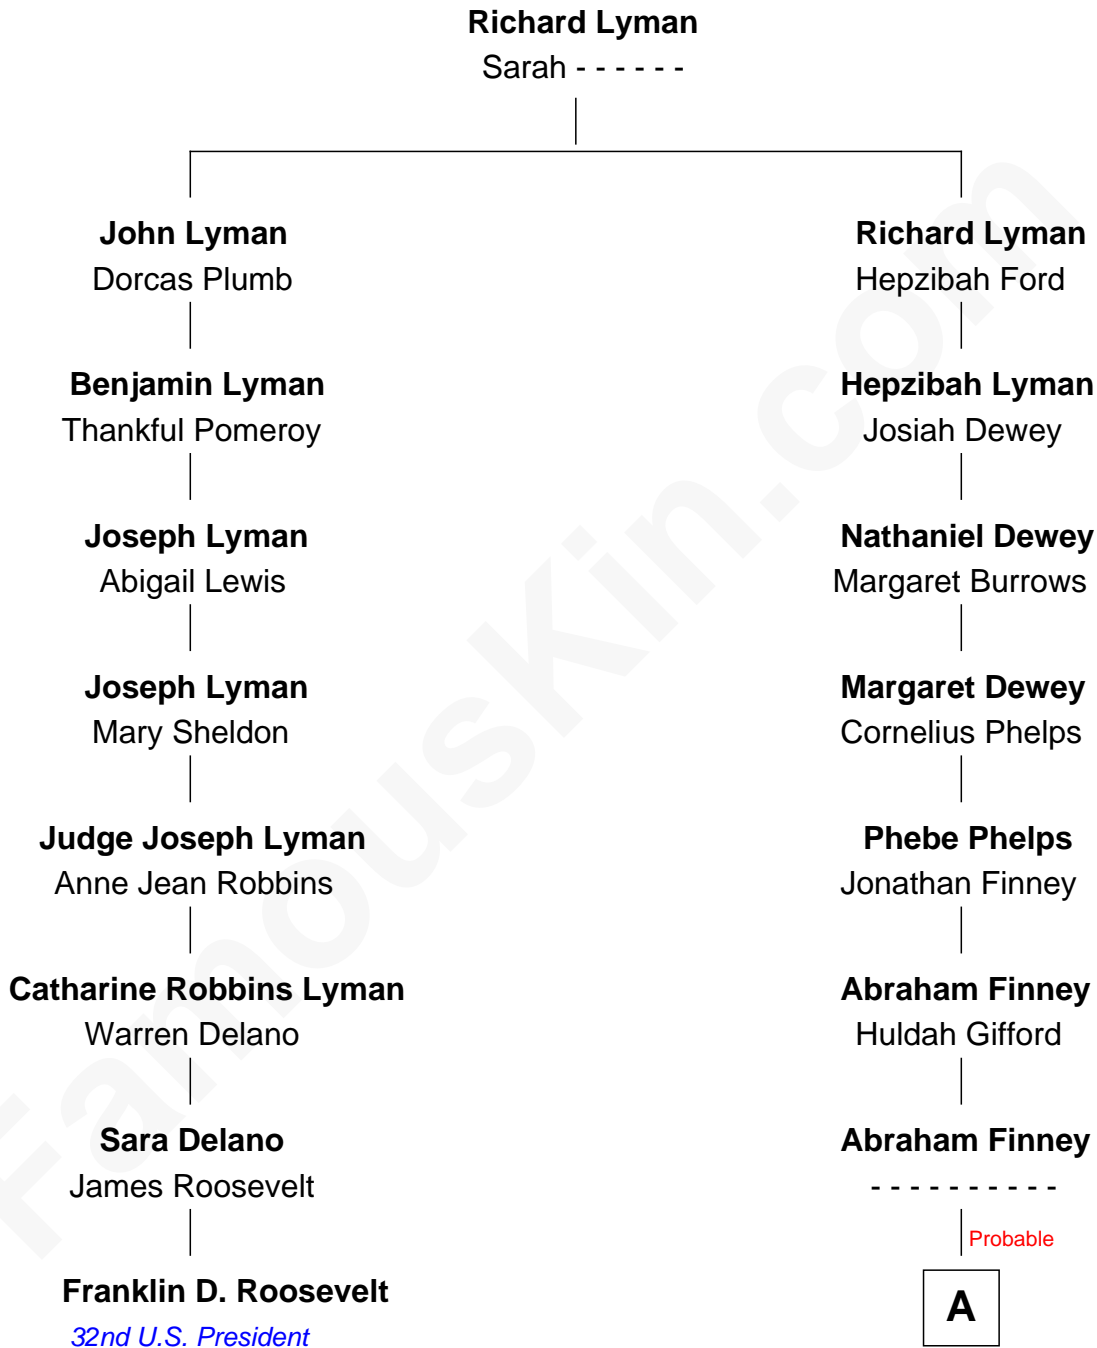 Richard Lyman
Sarah - - - - - -
John Lyman
Dorcas Plumb
Richard Lyman
Hepzibah Ford
Benjamin Lyman
Thankful Pomeroy
Hepzibah Lyman
Josiah Dewey
Joseph Lyman
Abigail Lewis
Nathaniel Dewey
Margaret Burrows
Joseph Lyman
Mary Sheldon
Margaret Dewey
Cornelius Phelps
Judge Joseph Lyman
Anne Jean Robbins
Phebe Phelps
Jonathan Finney
Catharine Robbins Lyman
Warren Delano
Abraham Finney
Huldah Gifford
Sara Delano
James Roosevelt
Abraham Finney
- - - - - - - - - -
Probable
Franklin D. Roosevelt
32nd U.S. President
A
FamousKin.com